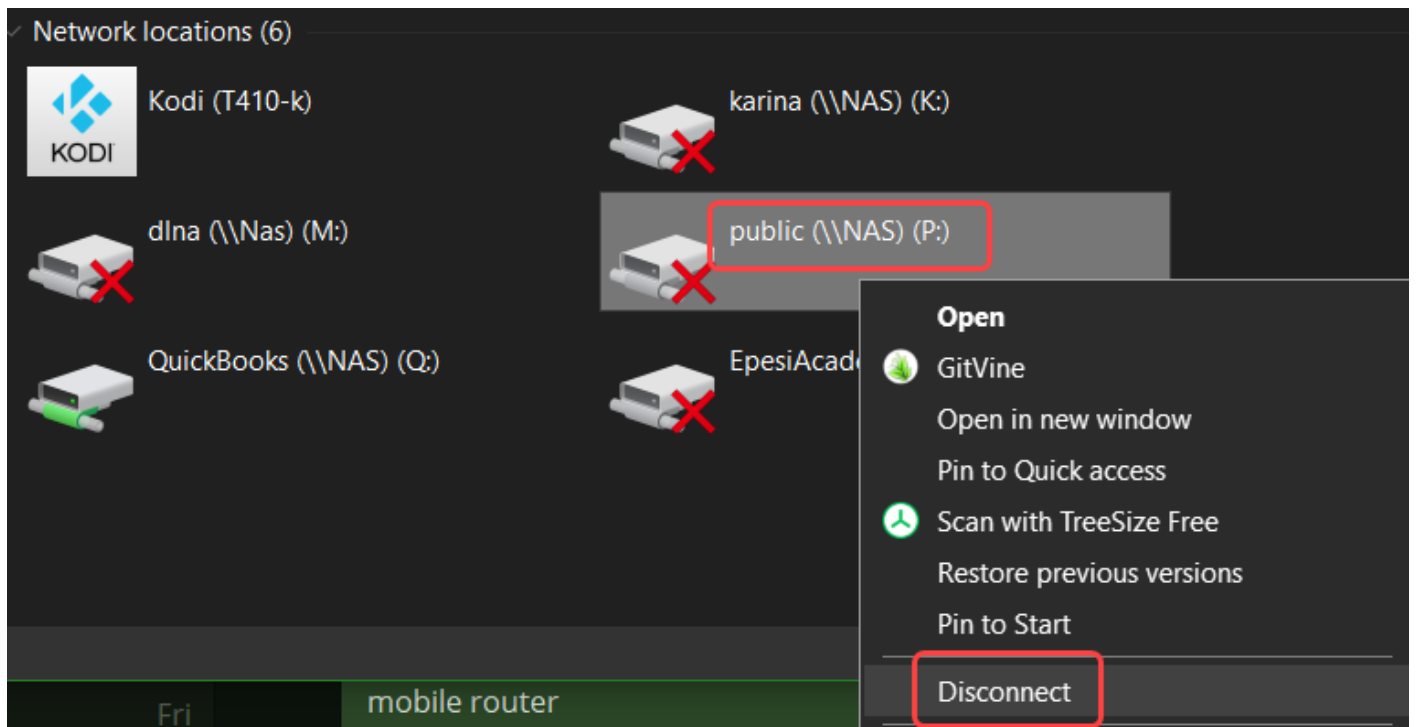 Network locations (6)
Kodi (T410-k)
KODI
karina (\\NAS) (K:)
dlna (\\Nas) (M:)
public (\\NAS) (P:)
QuickBooks (\\NAS) (Q:)
EpesiAcade
Open
GitVine
Open in new window
Pin to Quick access
Scan with TreeSize Free
Restore previous versions
Pin to Start
Disconnect
Fri
mobile router